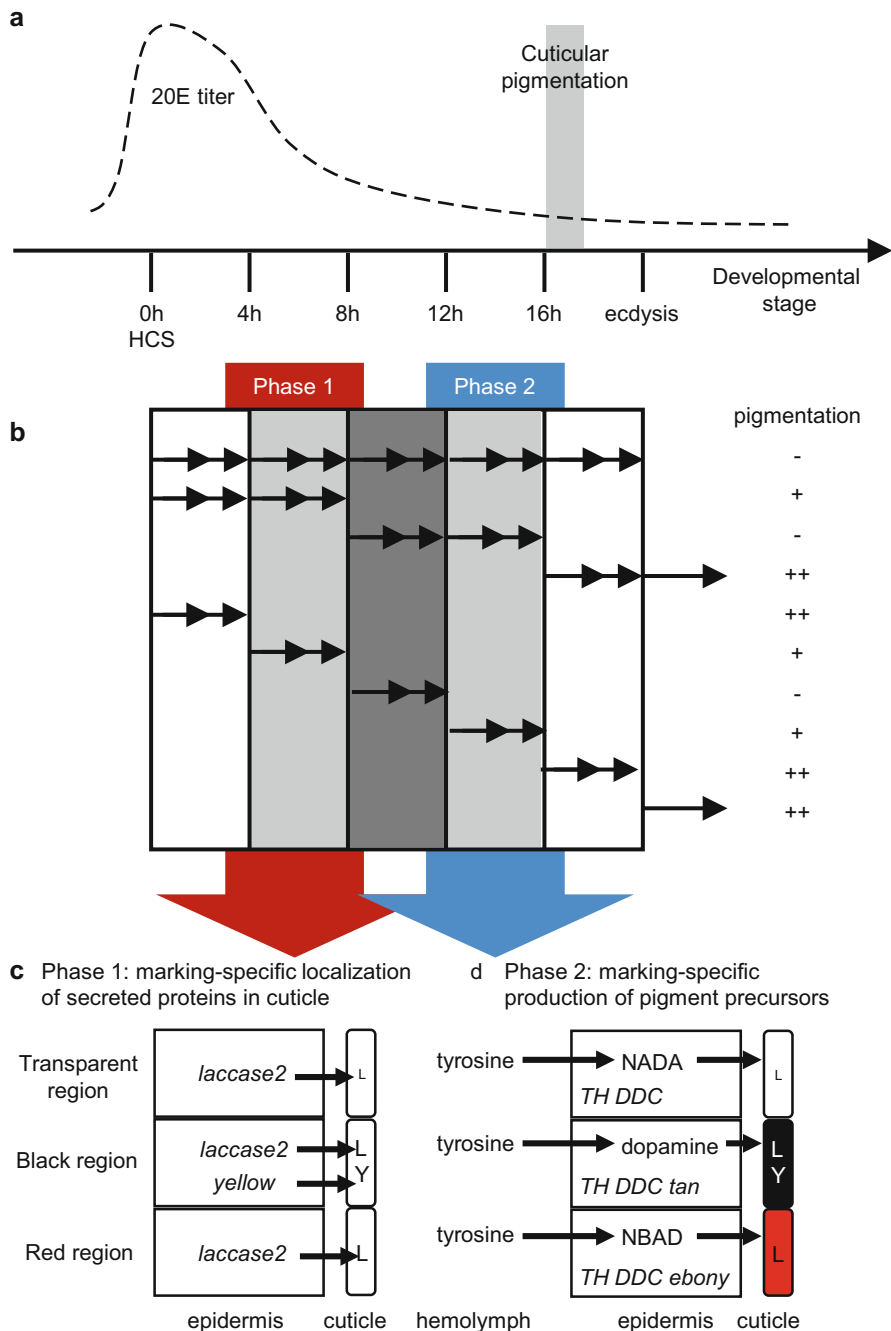 a
Cuticular
pigmentation
20E titer
Developmental
stage
0h
HCS
4h
8h
12h
16h
ecdysis
Phase 1
Phase 2
b
pigmentation
-
+
-
++
++
+
-
+
++
++
c Phase 1: marking-specific localization
of secreted proteins in cuticle
d Phase 2: marking-specific
production of pigment precursors
Transparent
region
laccase2
L
Black region
laccase2
yellow
L
Y
Red region
laccase2
L
epidermis
cuticle
tyrosine
NADA
TH DDC
L
tyrosine
dopamine
TH DDC tan
L
Y
tyrosine
NBAD
TH DDC ebony
L
hemolymph
epidermis
cuticle